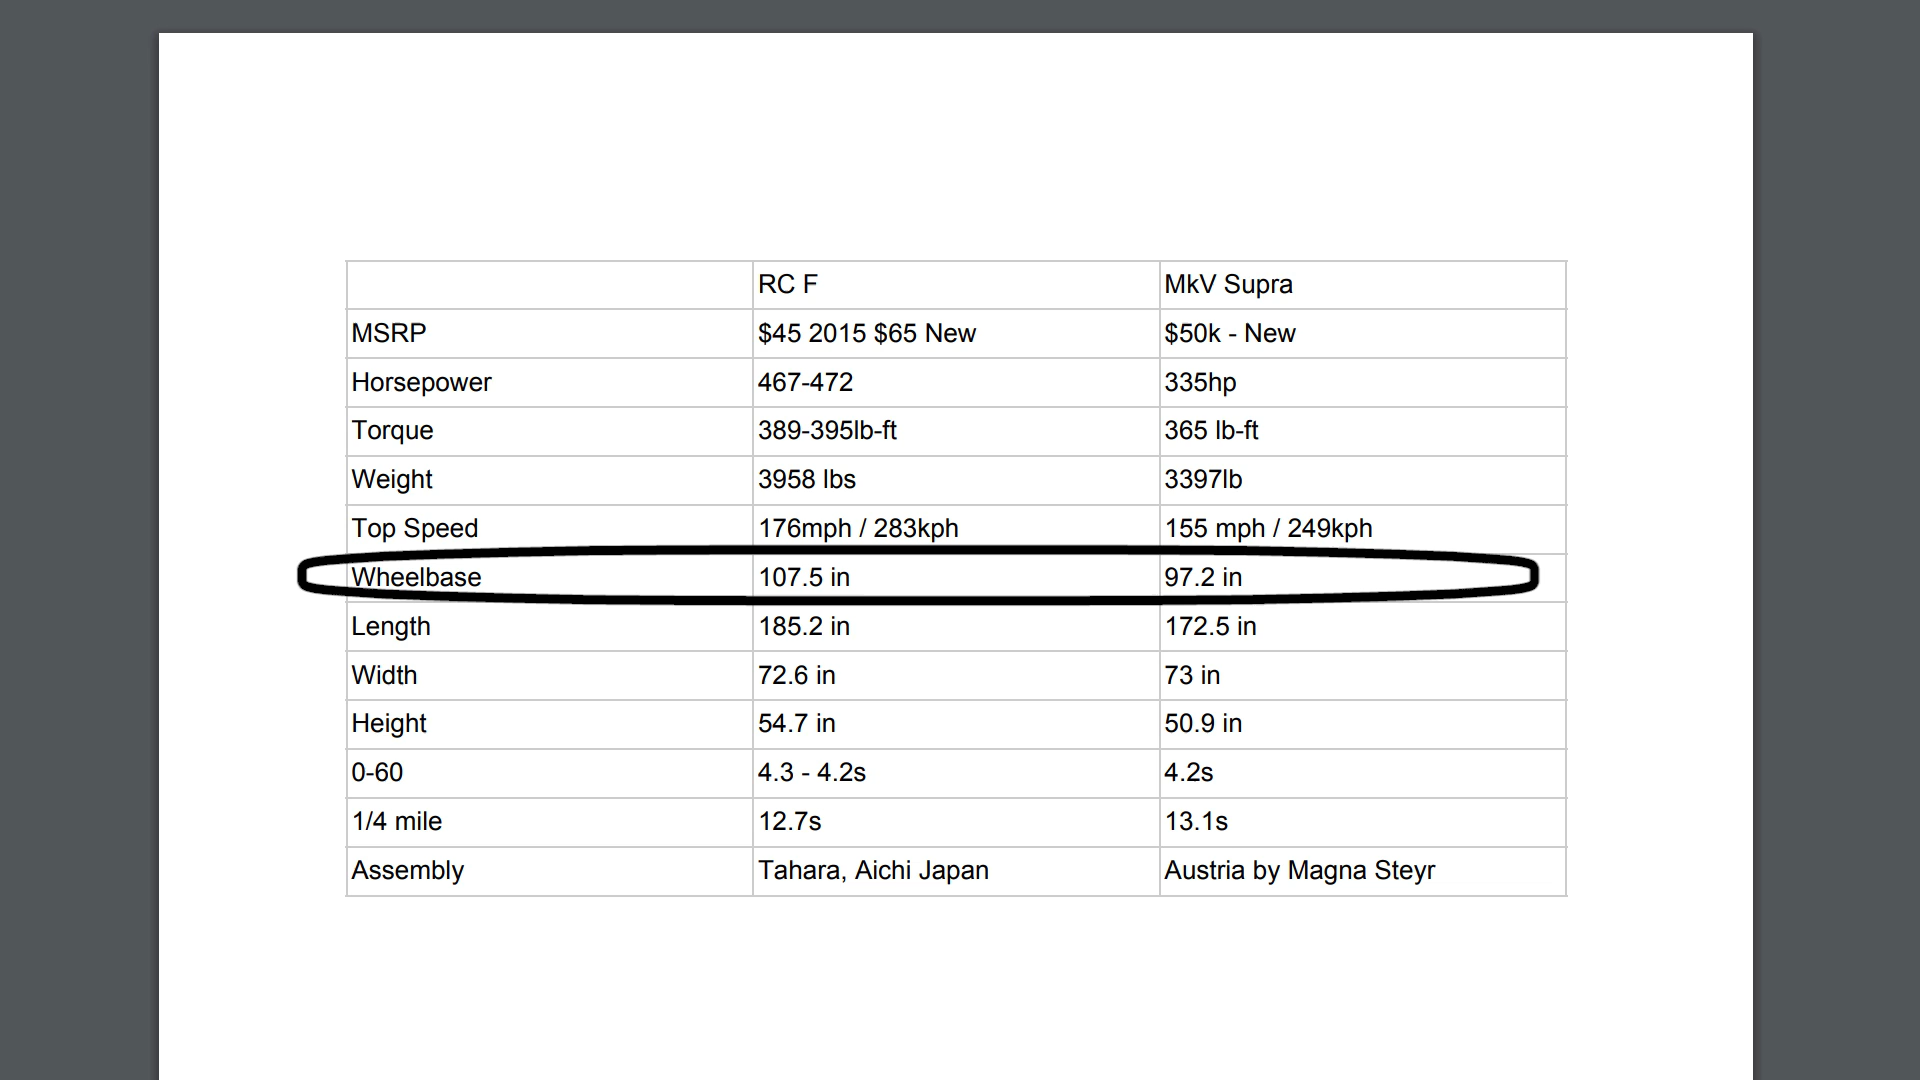 RC F MkV Supra
MSRP $45 2015 $65 New $50k - New
Horsepower 467-472 335hp
Torque 389-395lb-ft 365 lb-ft
Weight 3958 lbs 3397lb
Top Speed 176mph / 283kph 155 mph / 249kph
Wheelbase 107.5 in 97.2 in
Length 185.2 in 172.5 in
Width 72.6 in 73 in
Height 54.7 in 50.9 in
0-60 4.3 - 4.2s 4.2s
1/4 mile 12.7s 13.1s
Assembly Tahara, Aichi Japan Austria by Magna Steyr